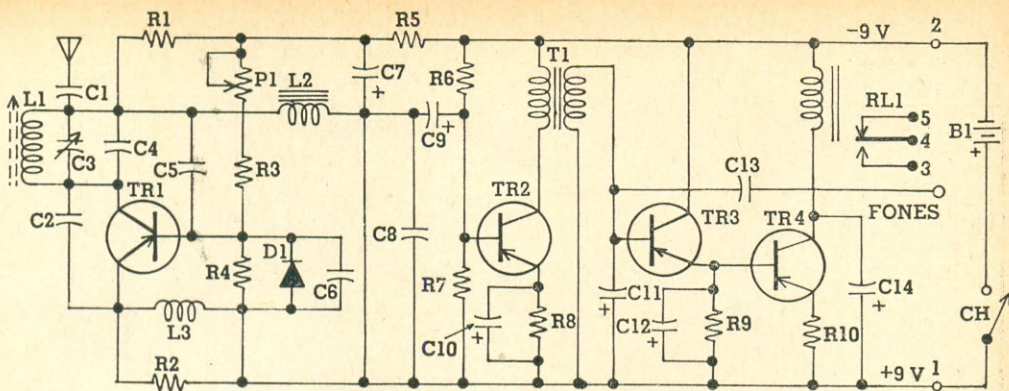 R1
R5
-9 V
2
C1
P1
L2
C7
+
R6
T1
L1
C3
C4
C5
R3
C9
+
RL1
5
4
3
B1
+
C13
FONES
C2
TR1
C8
TR2
TR3
TR4
R4
D1
C6
R7
L3
C10
+
R8
C11
+
C12
+
R9
R10
C14
+
CH
R2
+9 V
1